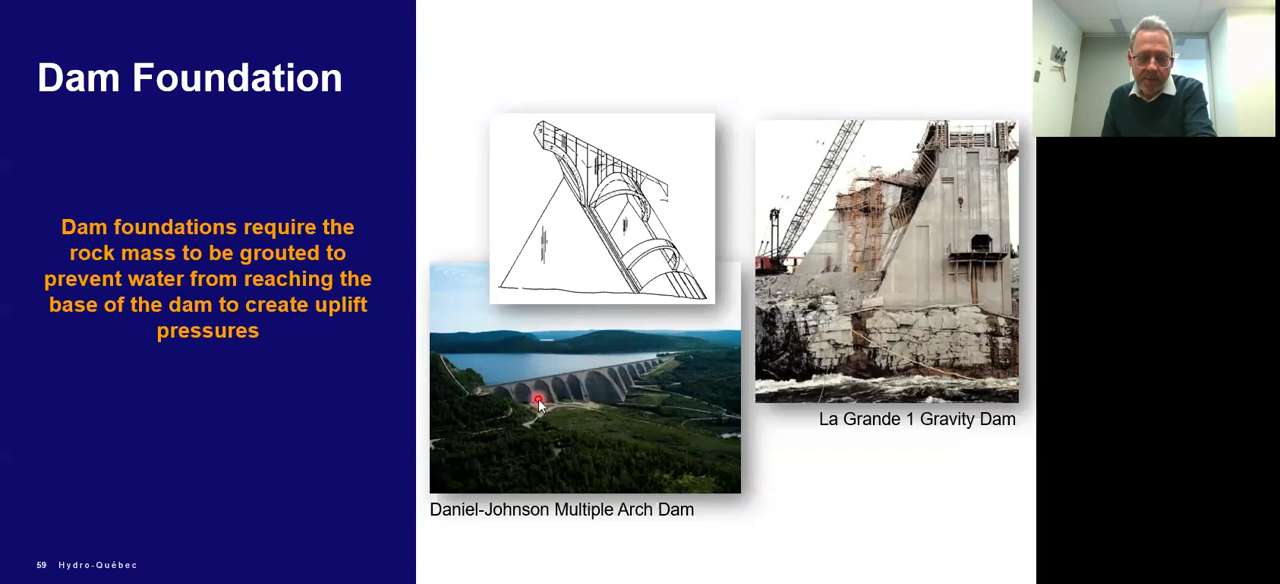 Dam Foundation
Dam foundations require the
rock mass to be grouted to
prevent water from reaching the
base of the dam to create uplift
pressures
La Grande 1 Gravity Dam
Daniel-Johnson Multiple Arch Dam
59 Hydro-Québec